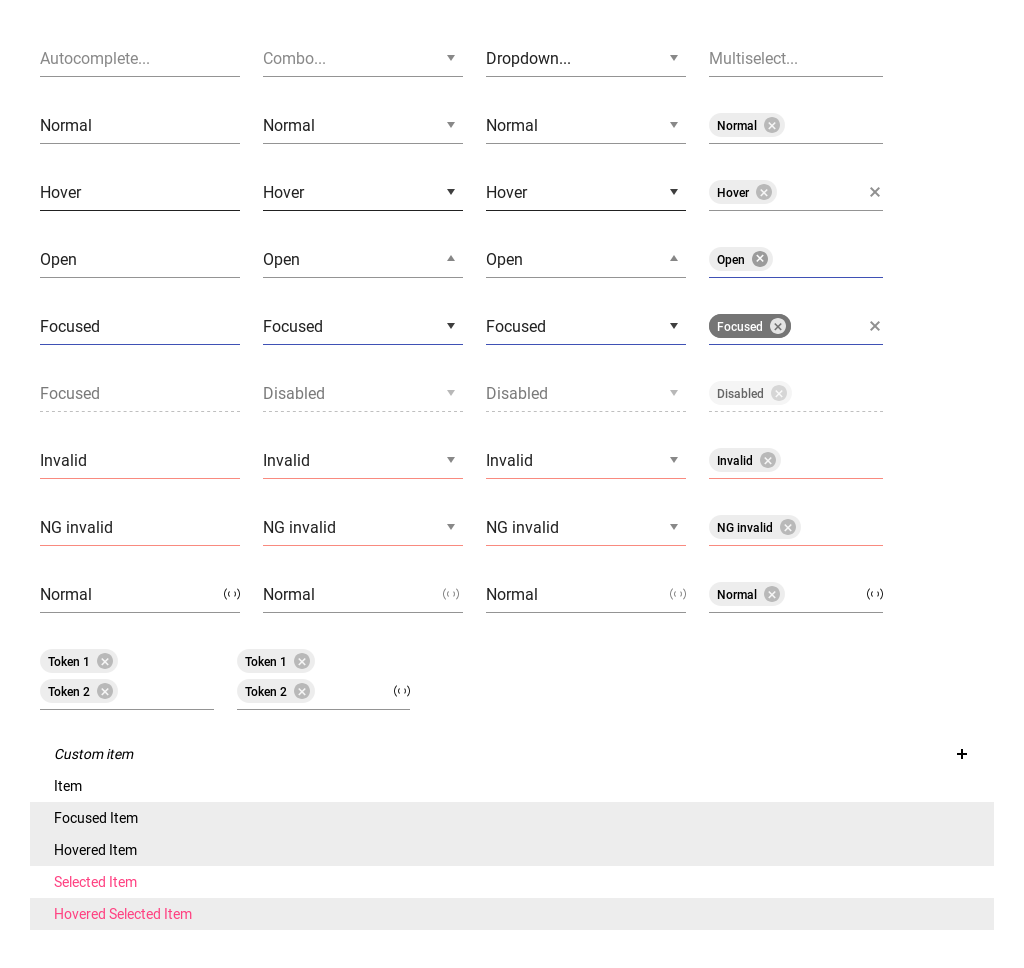 Autocomplete... Combo... Dropdown... Multiselect...
Normal Normal Normal Normal
Hover Hover Hover Hover
Open Open Open Open
Focused Focused Focused Focused
Focused Disabled Disabled Disabled
Invalid Invalid Invalid Invalid
NG invalid NG invalid NG invalid NG invalid
Normal Normal Normal Normal
Token 1 Token 1
Token 2 Token 2
Custom item
Item
Focused Item
Hovered Item
Selected Item
Hovered Selected Item